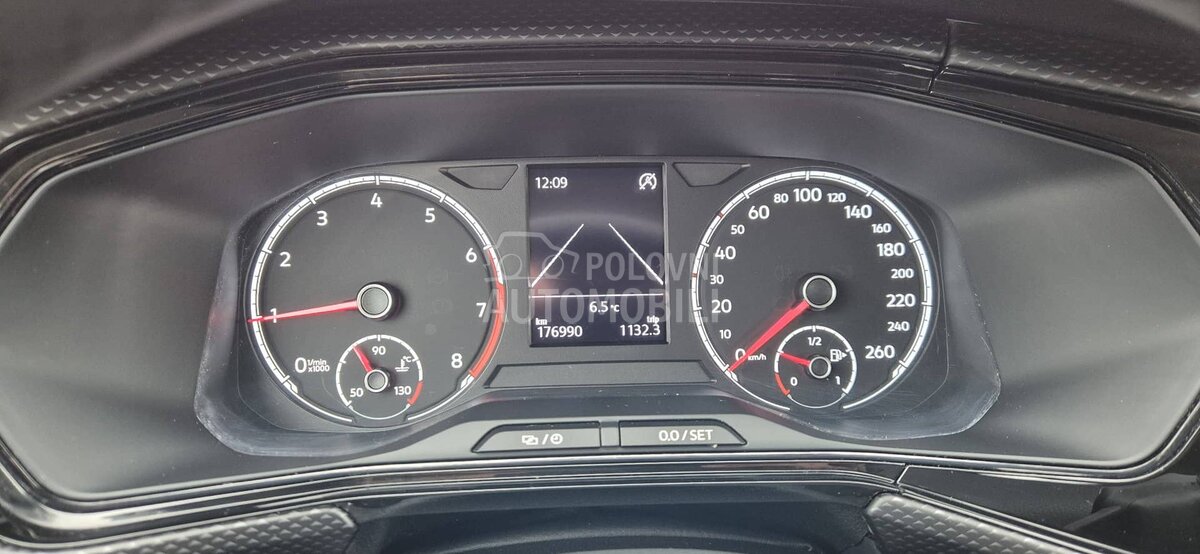 12:09
POLOVNI
AUTOMOBILI
6.5°C
km trip
176990 1132.3
0 1 2 3 4 5 6 7 8
1/min
x1000
50 90 130 °C
0 10 20 30 40 50 60 80 100 120 140 160 180 200 220 240 260
km/h
0 1/2 1
0.0 / SET